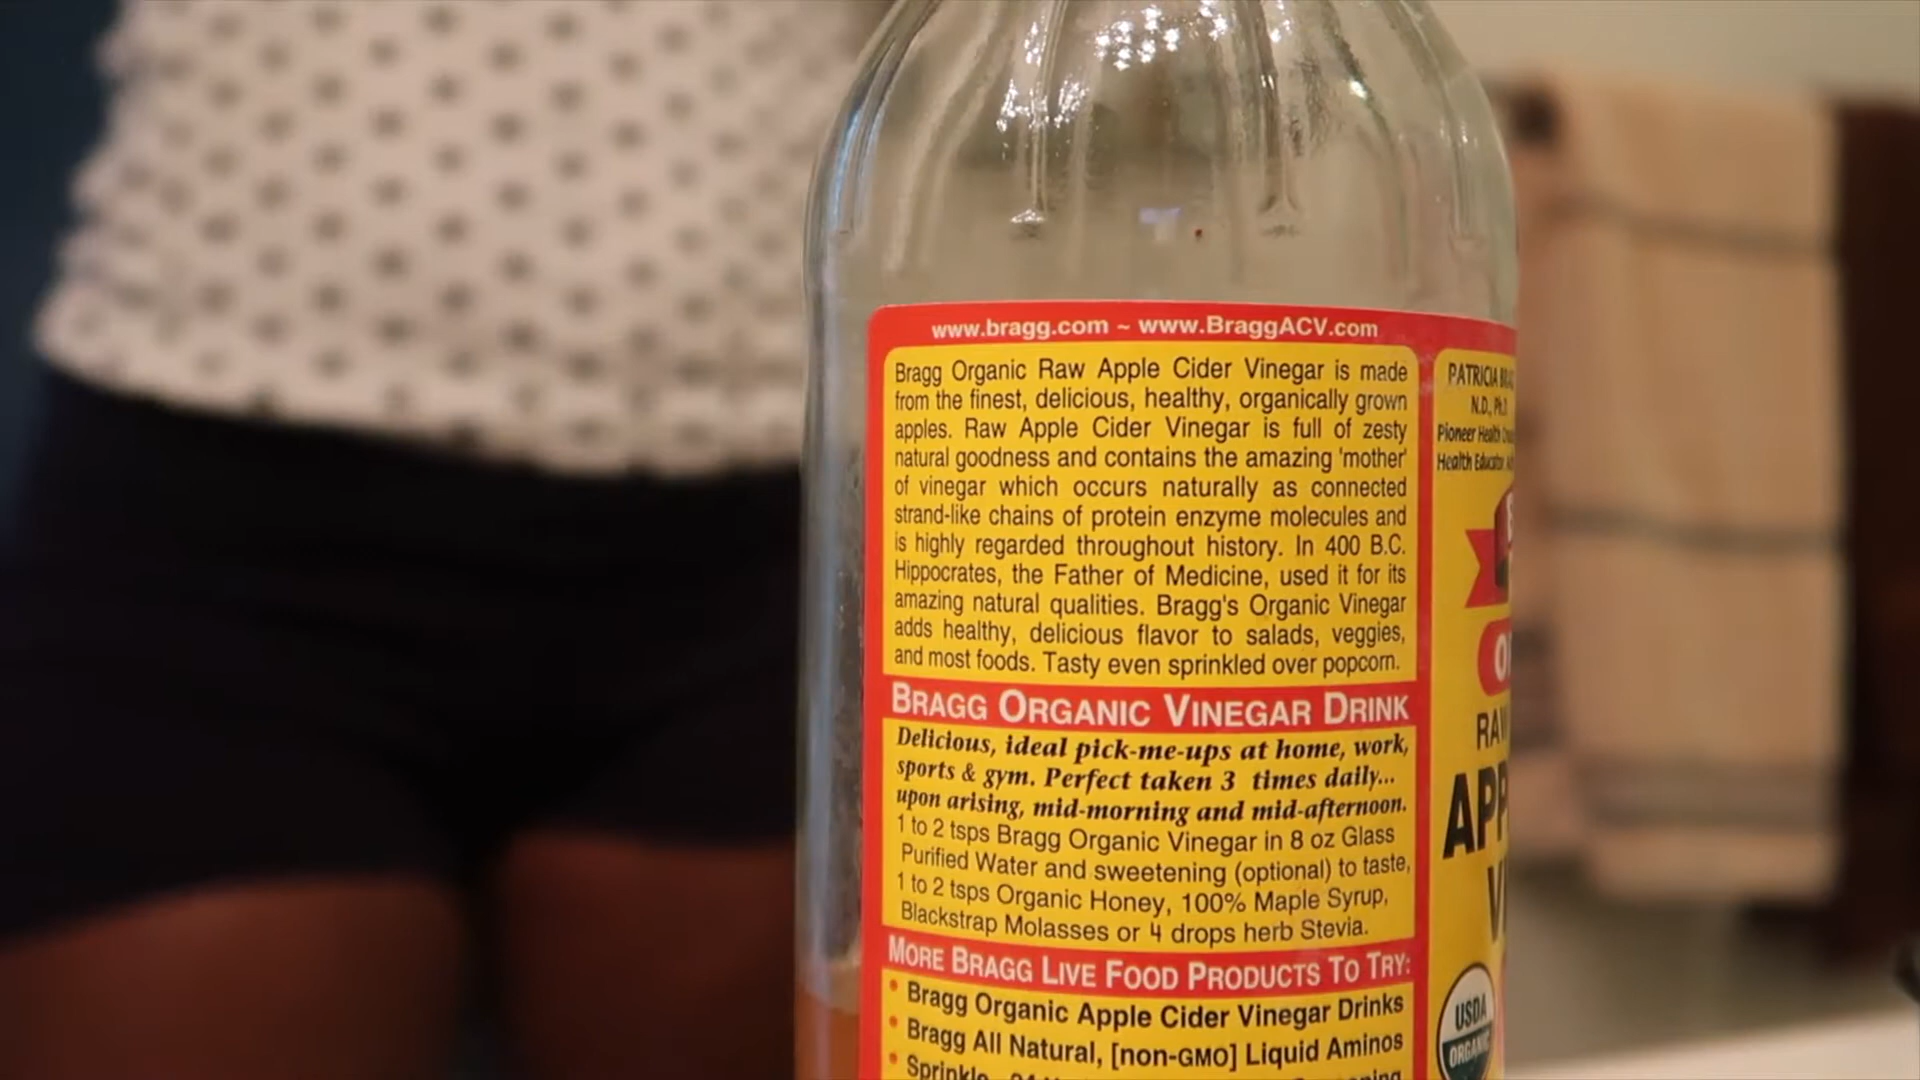 www.bragg.com ~ www.BraggACV.com
Bragg Organic Raw Apple Cider Vinegar is made
from the finest, delicious, healthy, organically grown
apples. Raw Apple Cider Vinegar is full of zesty
natural goodness and contains the amazing 'mother'
of vinegar which occurs naturally as connected
strand-like chains of protein enzyme molecules and
is highly regarded throughout history. In 400 B.C.
Hippocrates, the Father of Medicine, used it for its
amazing natural qualities. Bragg's Organic Vinegar
adds healthy, delicious flavor to salads, veggies,
and most foods. Tasty even sprinkled over popcorn.
BRAGG ORGANIC VINEGAR DRINK
Delicious, ideal pick-me-ups at home, work,
sports & gym. Perfect taken 3 times daily...
upon arising, mid-morning and mid-afternoon.
1 to 2 tsps Bragg Organic Vinegar in 8 oz Glass
Purified Water and sweetening (optional) to taste,
1 to 2 tsps Organic Honey, 100% Maple Syrup,
Blackstrap Molasses or 4 drops herb Stevia.
MORE BRAGG LIVE FOOD PRODUCTS TO TRY:
• Bragg Organic Apple Cider Vinegar Drinks
• Bragg All Natural, [non-GMO] Liquid Aminos
• Sprinkle
PATRICIA
N.D., Ph.D.
Pioneer Health
Health Educator
RAW
USDA
ORGANIC